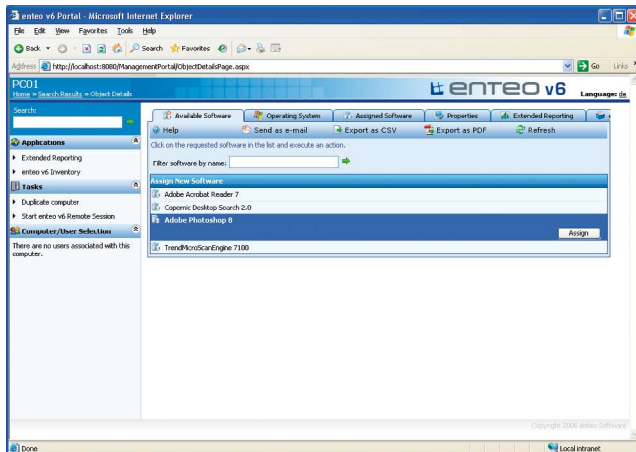 enteo v6 Portal - Microsoft Internet Explorer
File Edit View Favorites Tools Help
Back Search Favorites
Address http://localhost:8080/ManagementPortal/ObjectDetailsPage.aspx Go Links
PC01
Home » Search Results » Object Details
enteo v6
Language: de
Search:
Available Software Operating System Assigned Software Properties Extended Reporting
Help Send as e-mail Export as CSV Export as PDF Refresh
Click on the requested software in the list and execute an action.
Filter software by name:
Applications
Extended Reporting
enteo v6 Inventory
Tasks
Duplicate computer
Start enteo v6 Remote Session
Computer/User Selection
There are no users associated with this
computer.
Assign New Software
Adobe Acrobat Reader 7
Copernic Desktop Search 2.0
Adobe Photoshop 8
Assign
TrendMicroScanEngine 7100
Copyright 2006 enteo Software
Done Local intranet